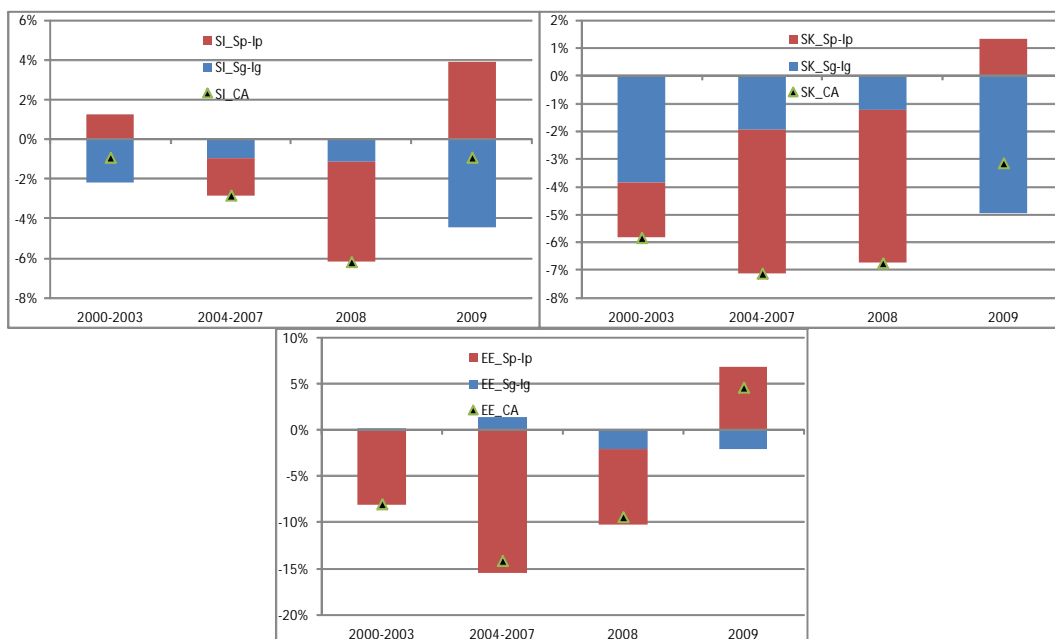 6%
4%
2%
0%
-2%
-4%
-6%
-8%
SI_Sp-Ip
SI_Sg-Ig
SI_CA
2000-2003 2004-2007 2008 2009
2%
1%
0%
-1%
-2%
-3%
-4%
-5%
-6%
-7%
-8%
SK_Sp-Ip
SK_Sg-Ig
SK_CA
2000-2003 2004-2007 2008 2009
10%
5%
0%
-5%
-10%
-15%
-20%
EE_Sp-Ip
EE_Sg-Ig
EE_CA
2000-2003 2004-2007 2008 2009